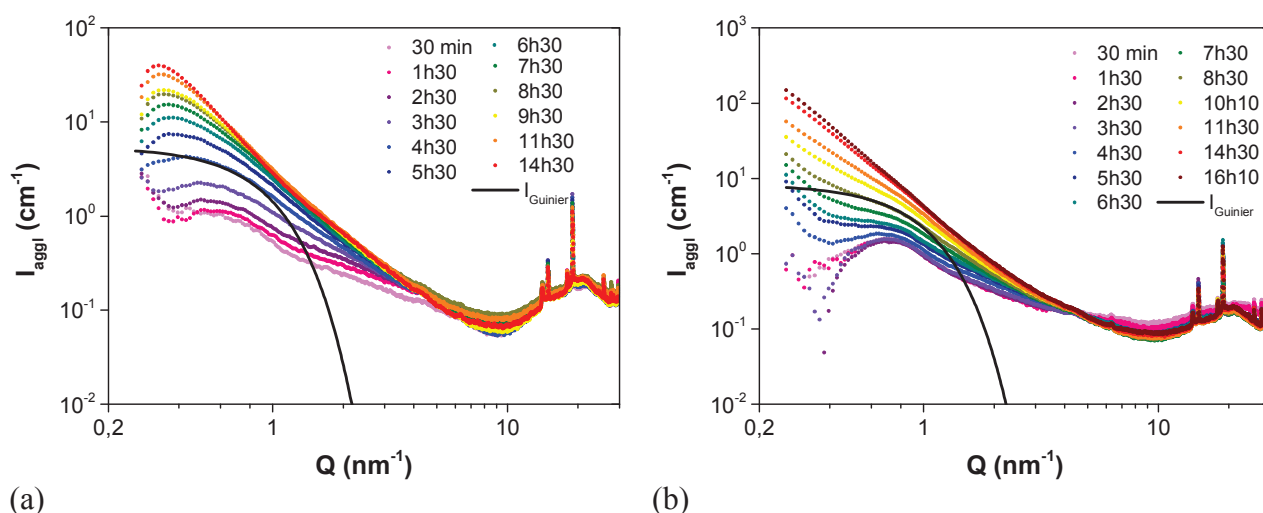 10² 10¹ 10⁰ 10⁻¹ 10⁻²
I_aggl (cm⁻¹)
30 min 6h30
1h30 7h30
2h30 8h30
3h30 9h30
4h30 11h30
5h30 14h30
I_Guinier
0,2 1 10
Q (nm⁻¹)
(a)
10³ 10² 10¹ 10⁰ 10⁻¹ 10⁻²
I_aggl (cm⁻¹)
30 min 7h30
1h30 8h30
2h30 10h10
3h30 11h30
4h30 14h30
5h30 16h10
6h30 I_Guinier
0,2 1 10
Q (nm⁻¹)
(b)